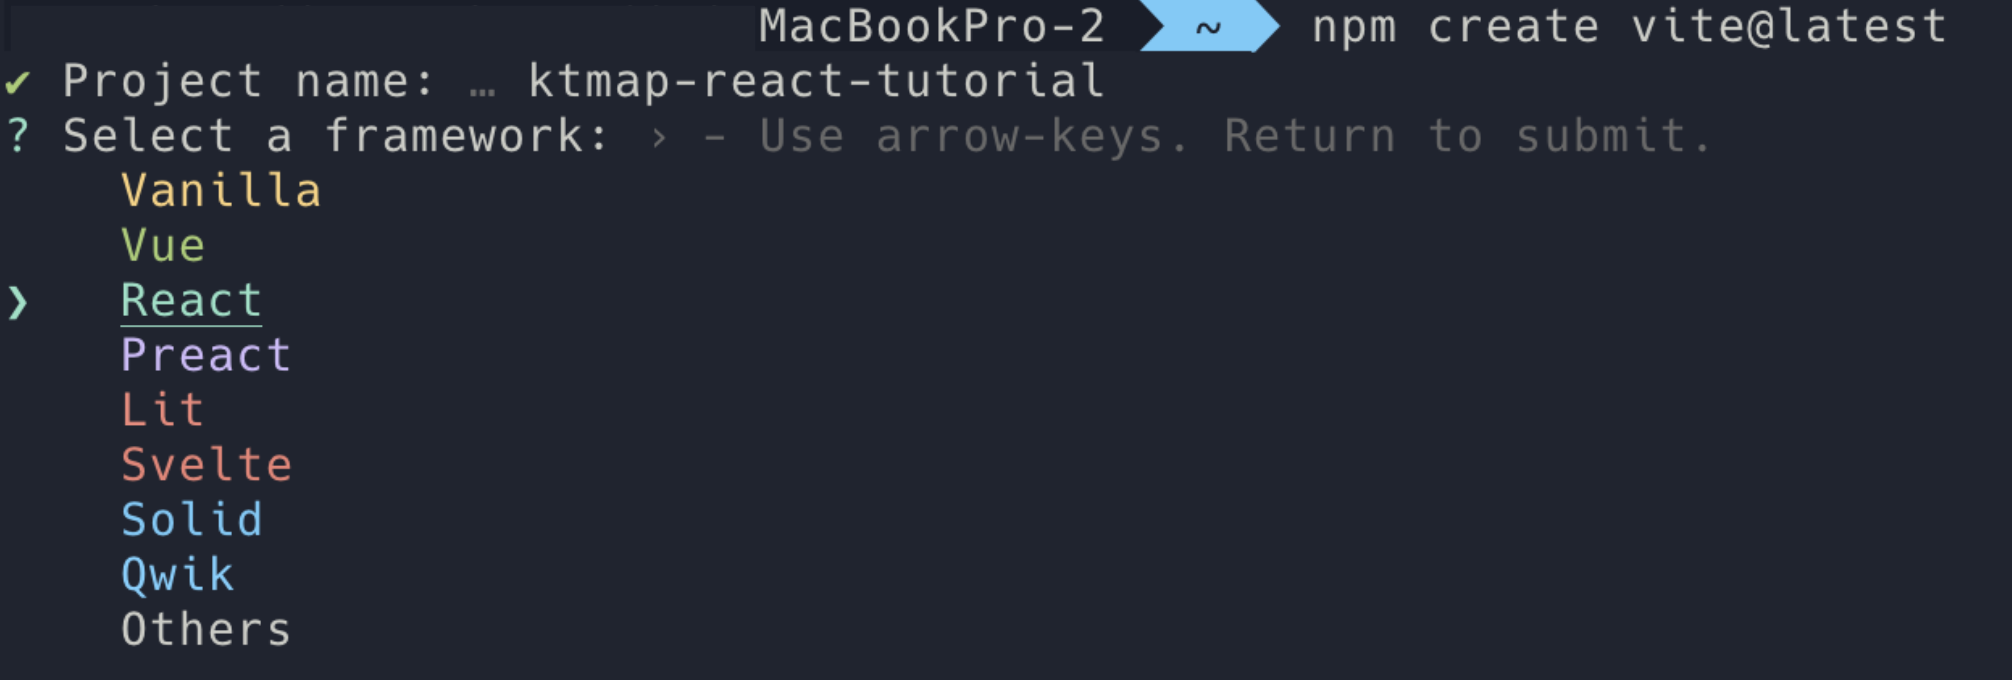 MacBookPro-2 ~ npm create vite@latest
✔ Project name: … ktmap-react-tutorial
? Select a framework: › - Use arrow-keys. Return to submit.
Vanilla
Vue
❯ React
Preact
Lit
Svelte
Solid
Qwik
Others